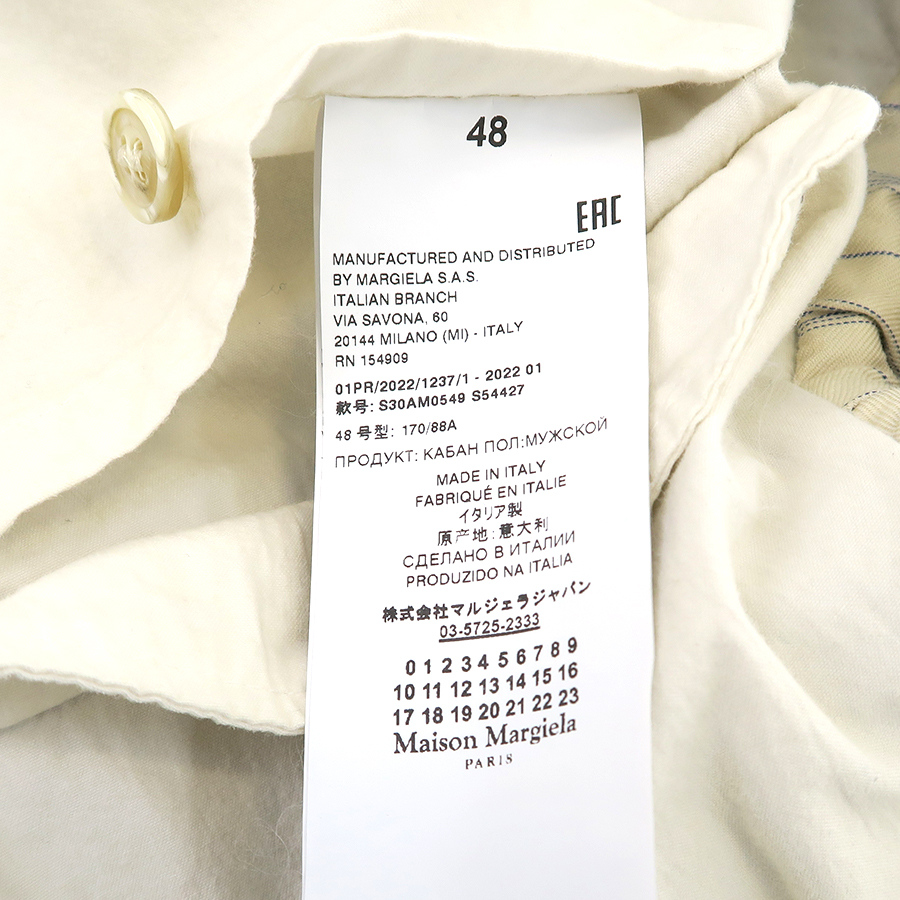 48
EAC
MANUFACTURED AND DISTRIBUTED
BY MARGIELA S.A.S.
ITALIAN BRANCH
VIA SAVONA, 60
20144 MILANO (MI) - ITALY
RN 154909
01PR/2022/1237/1 - 2022 01
款号: S30AM0549 S54427
48 号型: 170/88A
ПРОДУКТ: КАБАН ПОЛ:МУЖСКОЙ
MADE IN ITALY
FABRIQUÉ EN ITALIE
イタリア製
原产地:意大利
СДЕЛАНО В ИТАЛИИ
PRODUZIDO NA ITALIA
株式会社マルジェラジャパン
03-5725-2333
0 1 2 3 4 5 6 7 8 9
10 11 12 13 14 15 16
17 18 19 20 21 22 23
Maison Margiela
PARIS